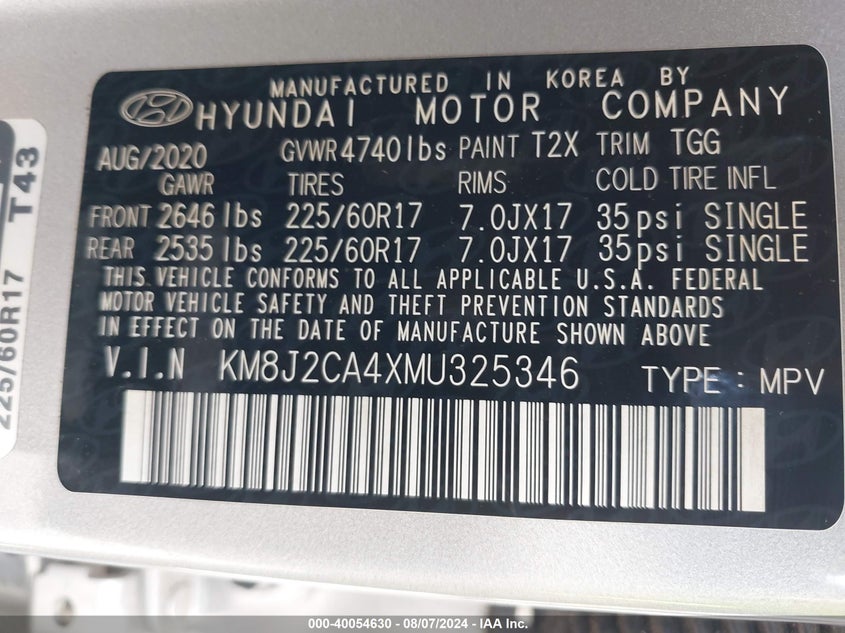 MANUFACTURED IN KOREA BY
HYUNDAI MOTOR COMPANY
AUG/2020 GVWR 4740lbs PAINT T2X TRIM TGG
GAWR TIRES RIMS COLD TIRE INFL
FRONT 2646 lbs 225/60R17 7.0JX17 35psi SINGLE
REAR 2535 lbs 225/60R17 7.0JX17 35psi SINGLE
THIS VEHICLE CONFORMS TO ALL APPLICABLE U.S.A. FEDERAL
MOTOR VEHICLE SAFETY AND THEFT PREVENTION STANDARDS
IN EFFECT ON THE DATE OF MANUFACTURE SHOWN ABOVE
V.I.N KM8J2CA4XMU325346 TYPE : MPV
225/60R17 T43
000-40054630 - 08/07/2024 - IAA Inc.